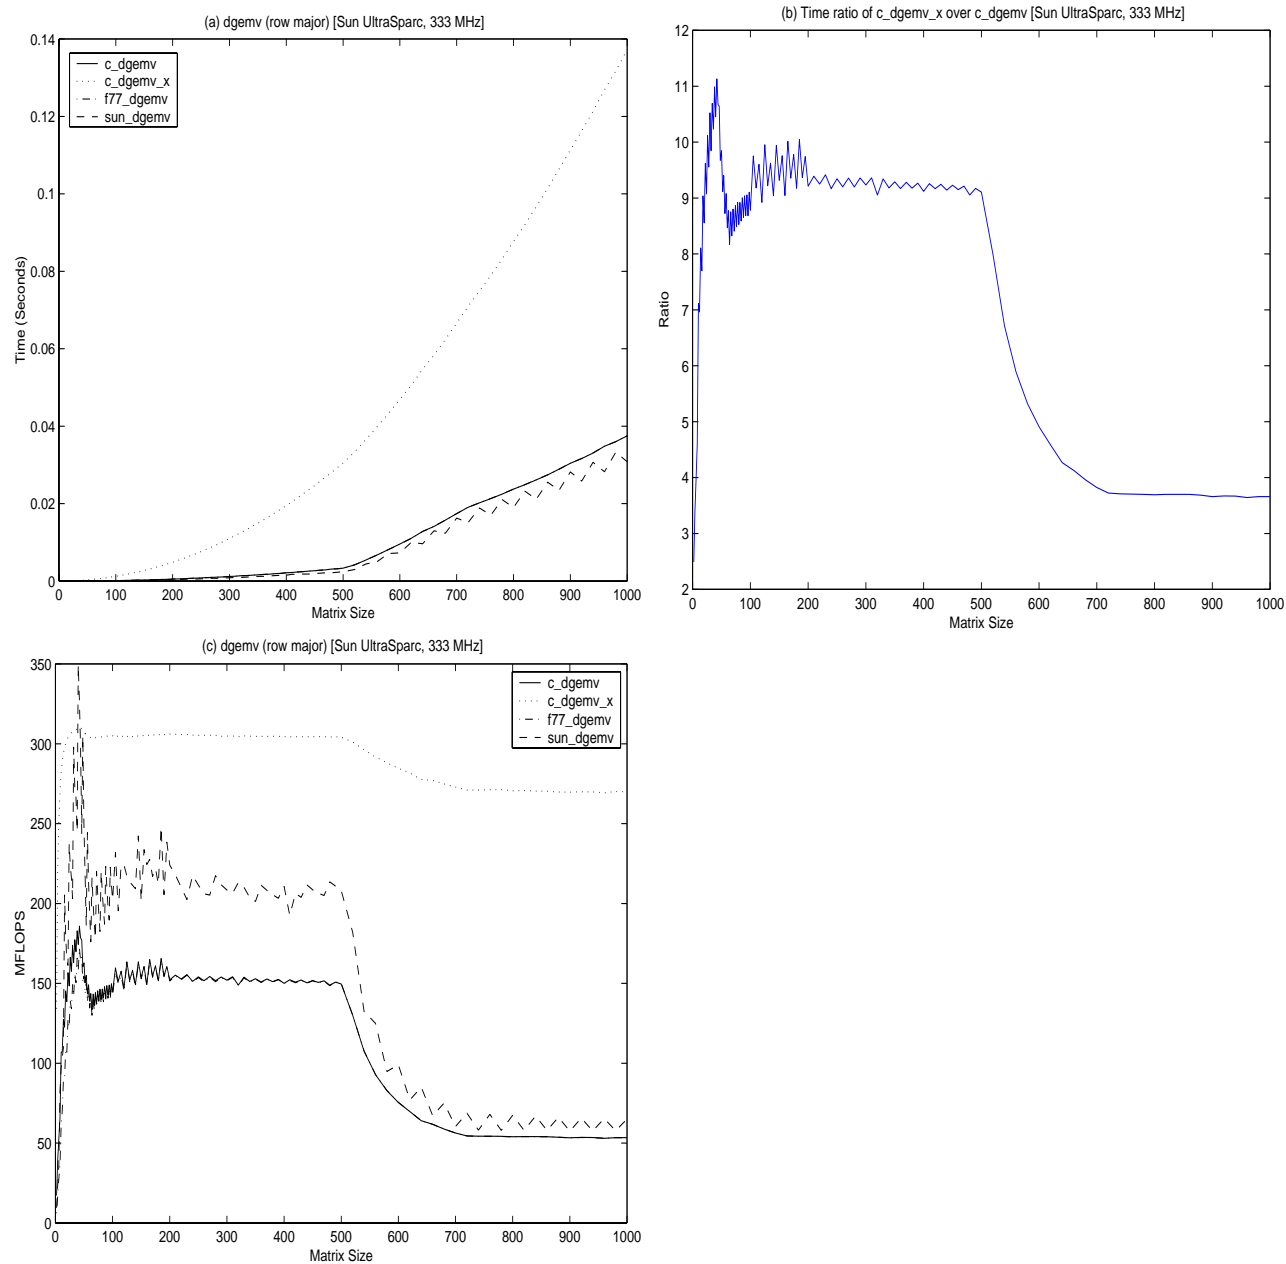 (a) dgemv (row major) [Sun UltraSparc, 333 MHz]
0.14
0.12
0.1
0.08
0.06
0.04
0.02
0
Time (Seconds)
c_dgemv
c_dgemv_x
f77_dgemv
sun_dgemv
0 100 200 300 400 500 600 700 800 900 1000
Matrix Size
(b) Time ratio of c_dgemv_x over c_dgemv [Sun UltraSparc, 333 MHz]
12
11
10
9
8
7
6
5
4
3
2
Ratio
0 100 200 300 400 500 600 700 800 900 1000
Matrix Size
(c) dgemv (row major) [Sun UltraSparc, 333 MHz]
350
300
250
200
150
100
50
0
MFLOPS
c_dgemv
c_dgemv_x
f77_dgemv
sun_dgemv
0 100 200 300 400 500 600 700 800 900 1000
Matrix Size